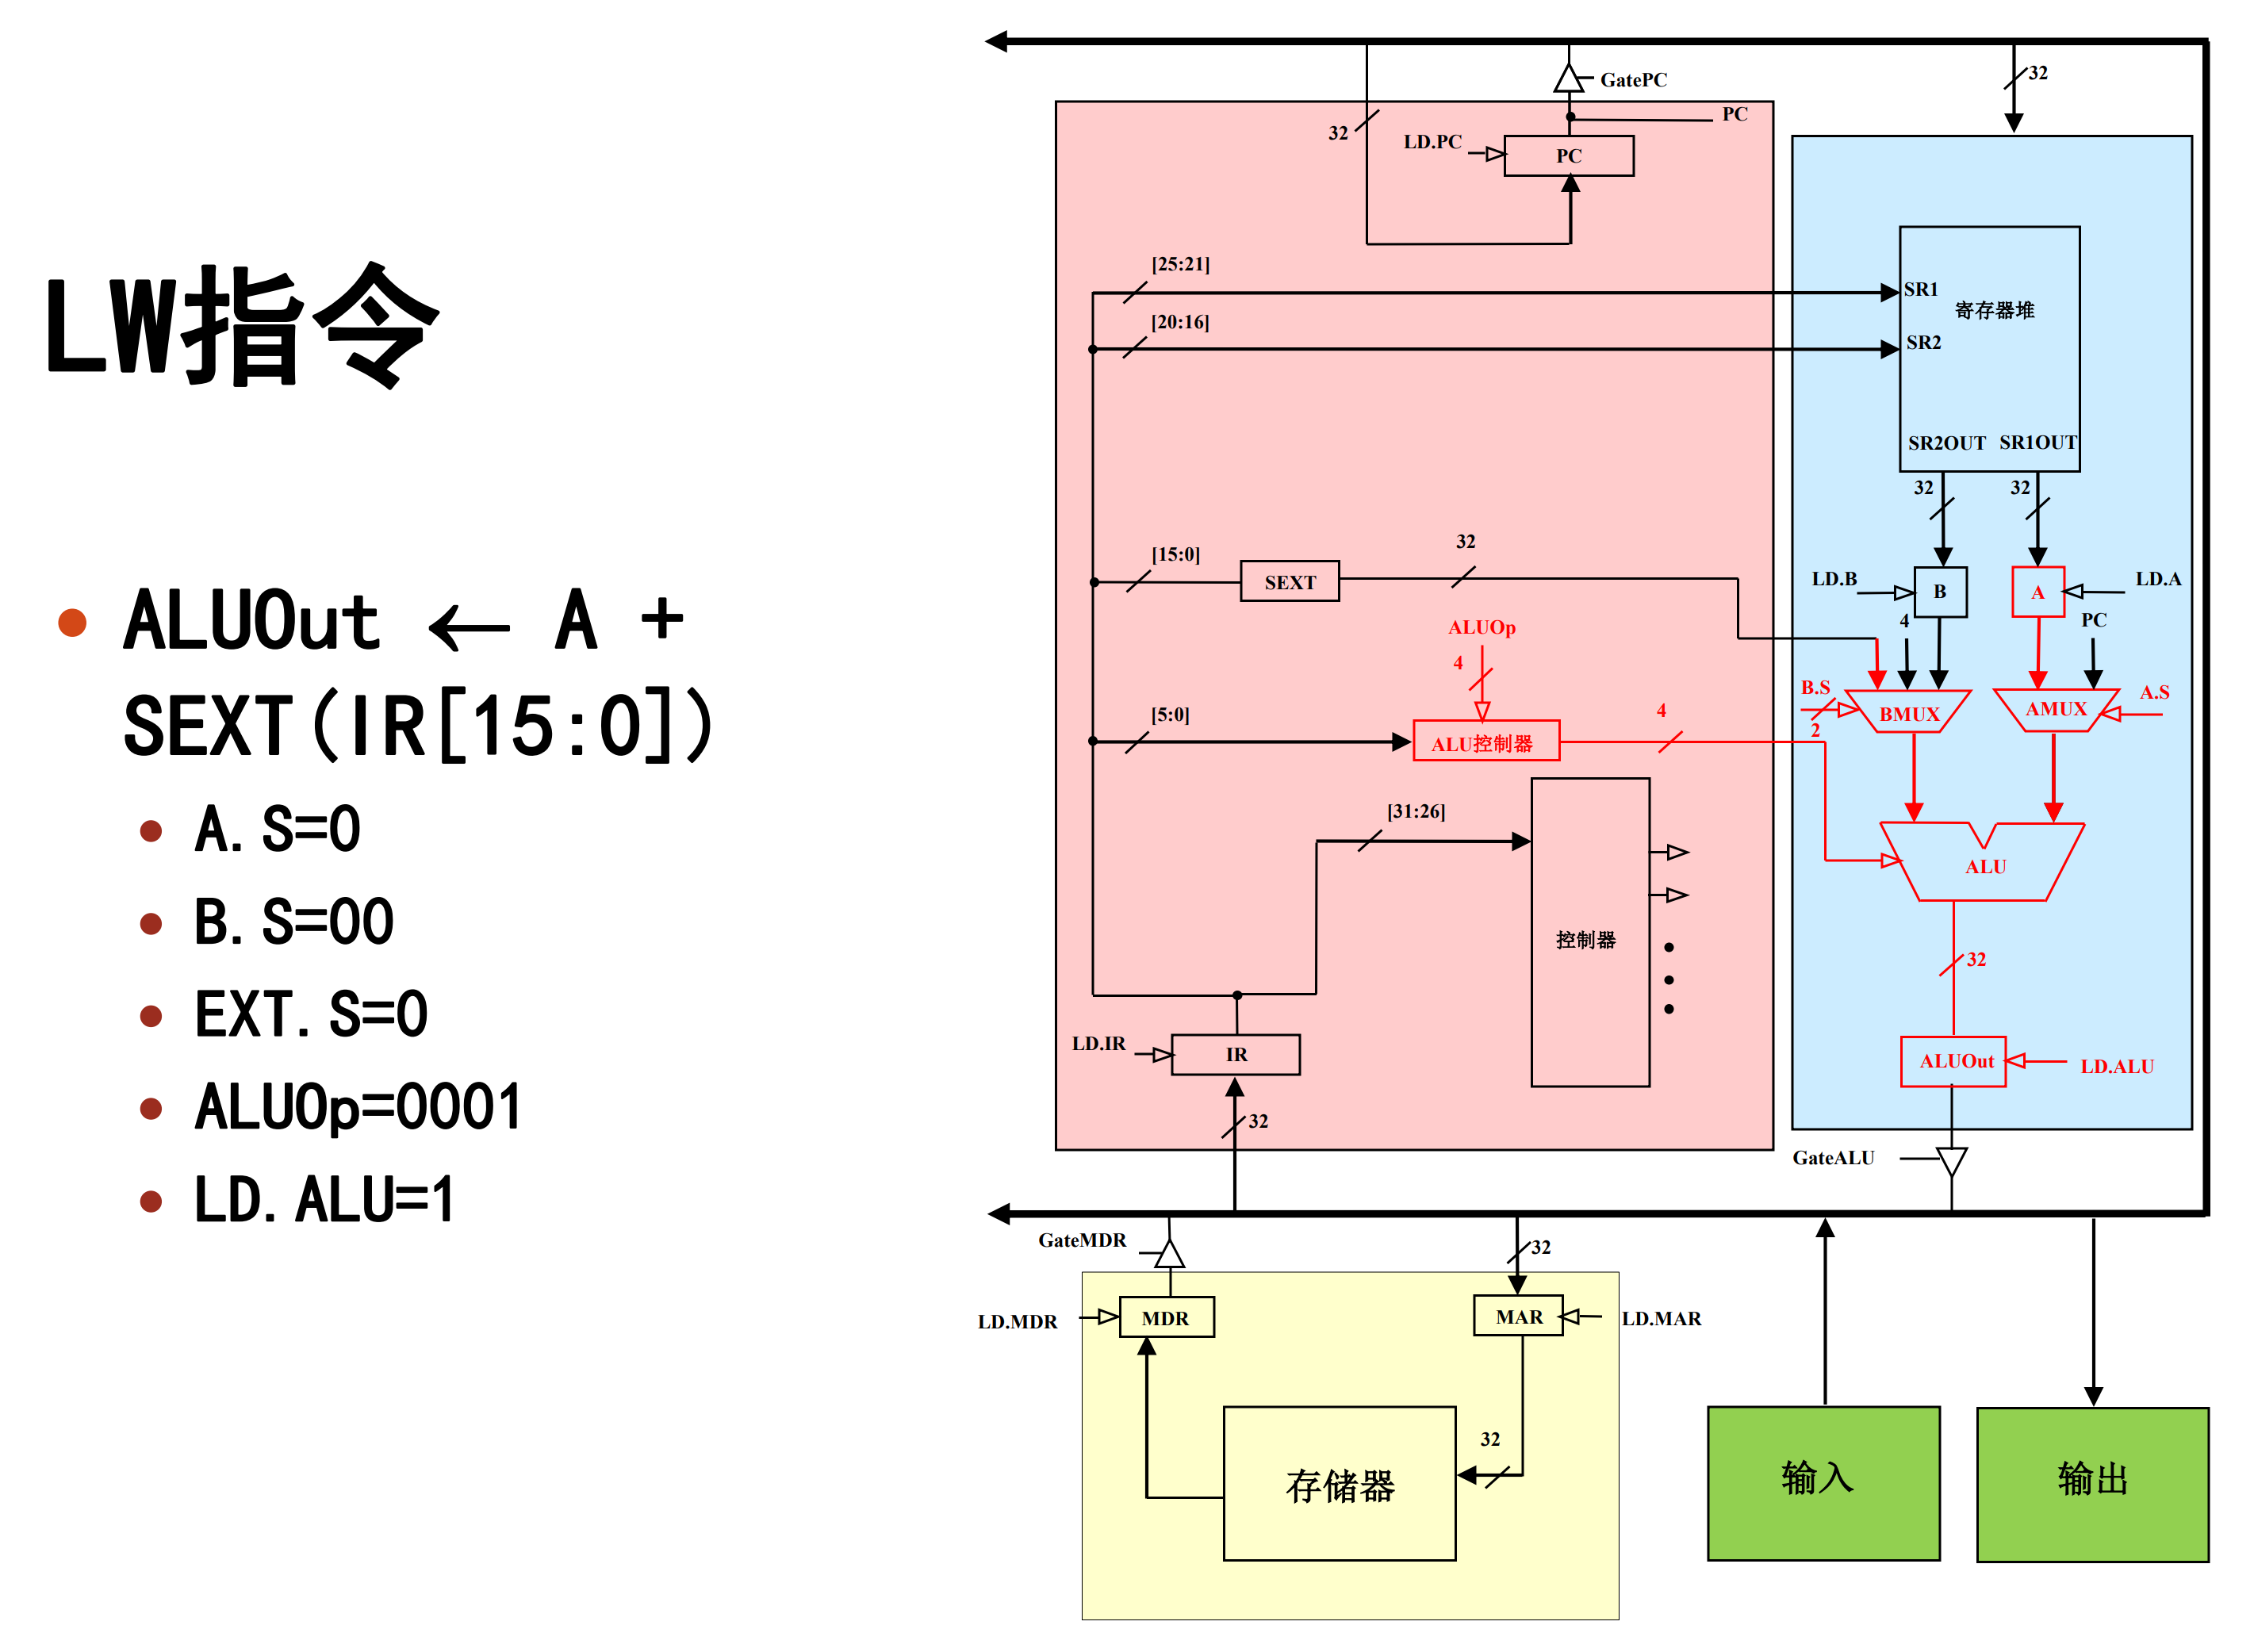 LW指令
ALUOut ← A +
SEXT(IR[15:0])
A.S=0
B.S=00
EXT.S=0
ALUOp=0001
LD.ALU=1
GatePC
32
32
PC
LD.PC
PC
[25:21]
SR1
寄存器堆
[20:16]
SR2
SR2OUT SR1OUT
32
32
[15:0]
SEXT
32
LD.B
B
A
LD.A
4
PC
ALUOp
4
B.S
2
BMUX
AMUX
A.S
[5:0]
ALU控制器
4
[31:26]
ALU
控制器
32
LD.IR
IR
ALUOut
LD.ALU
32
GateALU
GateMDR
32
LD.MDR
MDR
MAR
LD.MAR
32
存储器
输入
输出